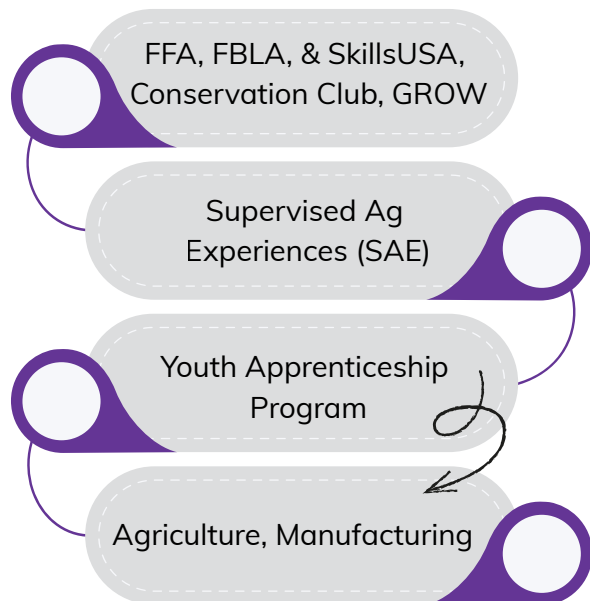 FFA, FBLA, & SkillsUSA,
Conservation Club, GROW
Supervised Ag
Experiences (SAE)
Youth Apprenticeship
Program
Agriculture, Manufacturing